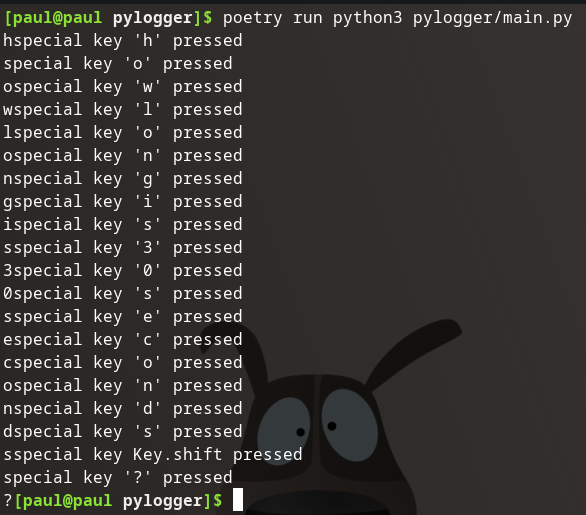 [paul@paul pylogger]$ poetry run python3 pylogger/main.py
hspecial key 'h' pressed
special key 'o' pressed
ospecial key 'w' pressed
wspecial key 'l' pressed
lspecial key 'o' pressed
ospecial key 'n' pressed
nspecial key 'g' pressed
gspecial key 'i' pressed
ispecial key 's' pressed
sspecial key '3' pressed
3special key '0' pressed
0special key 's' pressed
sspecial key 'e' pressed
especial key 'c' pressed
cspecial key 'o' pressed
ospecial key 'n' pressed
nspecial key 'd' pressed
dspecial key 's' pressed
sspecial key Key.shift pressed
special key '?' pressed
?[paul@paul pylogger]$